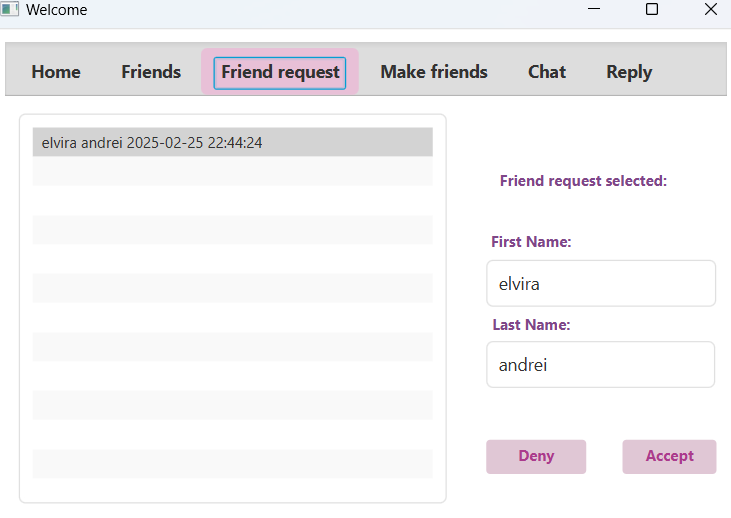 Welcome
Home Friends Friend request Make friends Chat Reply
elvira andrei 2025-02-25 22:44:24
Friend request selected:
First Name:
elvira
Last Name:
andrei
Deny Accept